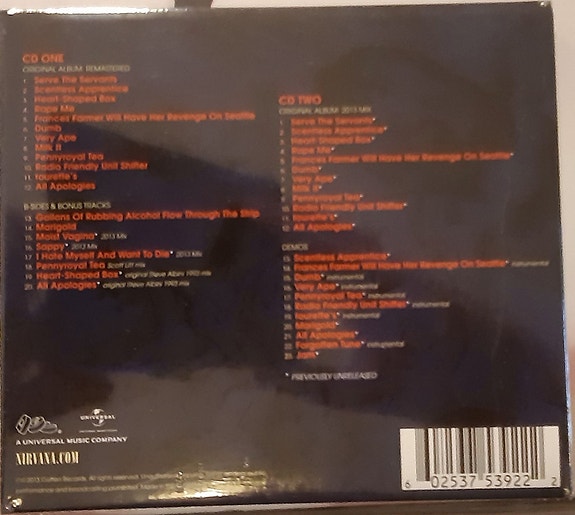 CD ONE
ORIGINAL ALBUM REMASTERED
1. Serve The Servants
2. Scentless Apprentice
3. Heart-Shaped Box
4. Rape Me
5. Frances Farmer Will Have Her Revenge On Seattle
6. Dumb
7. Very Ape
8. Milk It
9. Pennyroyal Tea
10. Radio Friendly Unit Shifter
11. tourette's
12. All Apologies
B-SIDES & BONUS TRACKS
13. Gallons Of Rubbing Alcohol Flow Through The Strip
14. Marigold
15. Moist Vagina* 2013 Mix
16. Sappy* 2013 Mix
17. I Hate Myself And Want To Die* 2013 Mix
18. Pennyroyal Tea Scott Litt mix
19. Heart-Shaped Box* original Steve Albini 1993 mix
20. All Apologies* original Steve Albini 1993 mix
CD TWO
ORIGINAL ALBUM: 2013 MIX
1. Serve The Servants*
2. Scentless Apprentice*
3. Heart-Shaped Box*
4. Rape Me*
5. Frances Farmer Will Have Her Revenge On Seattle*
6. Dumb*
7. Very Ape*
8. Milk It*
9. Pennyroyal Tea*
10. Radio Friendly Unit Shifter*
11. tourette's*
12. All Apologies*
DEMOS
13. Scentless Apprentice*
14. Frances Farmer Will Have Her Revenge On Seattle* instrumental
15. Dumb* instrumental
16. Very Ape* instrumental
17. Pennyroyal Tea* instrumental
18. Radio Friendly Unit Shifter* instrumental
19. tourette's* instrumental
20. Marigold*
21. All Apologies*
22. Forgotten Tune* instrumental
23. Jam*
* PREVIOUSLY UNRELEASED
UNIVERSAL
A UNIVERSAL MUSIC COMPANY
NIRVANA.COM
6 02537 53922 2